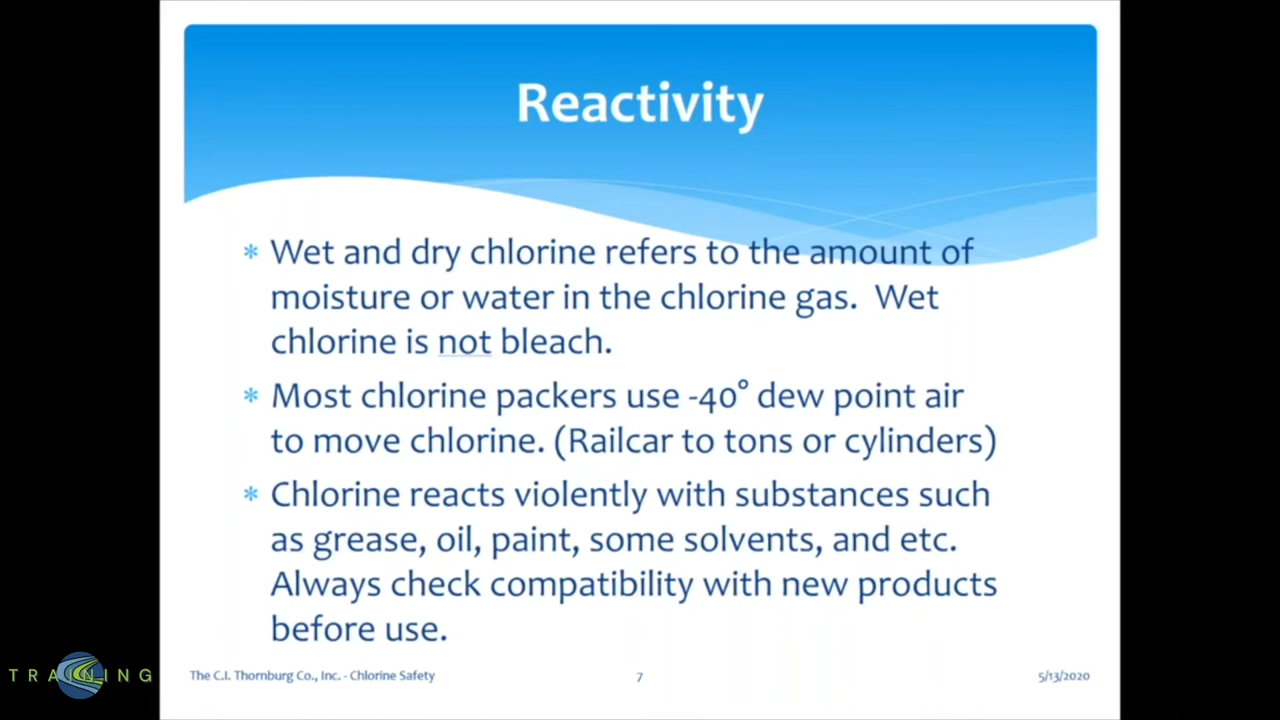 Reactivity
* Wet and dry chlorine refers to the amount of
moisture or water in the chlorine gas.  Wet
chlorine is not bleach.
* Most chlorine packers use -40° dew point air
to move chlorine. (Railcar to tons or cylinders)
* Chlorine reacts violently with substances such
as grease, oil, paint, some solvents, and etc.
Always check compatibility with new products
before use.
TRAINING
The C.I. Thornburg Co., Inc. - Chlorine Safety
7
5/13/2020